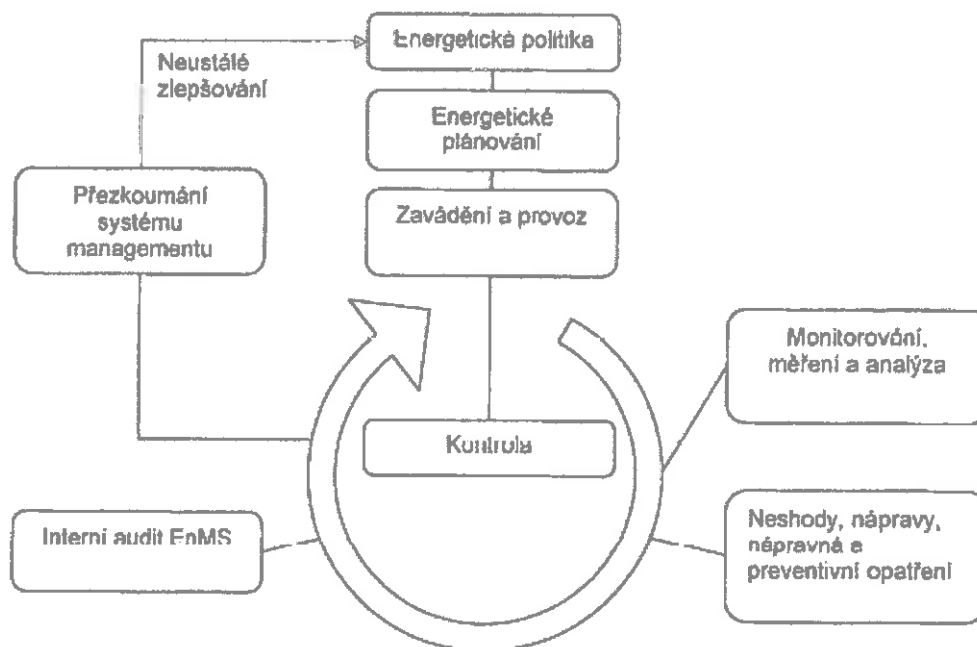 Energetická politika
Neustálé
zlepšování
Energetické
plánování
Přezkoumání
systému
managementu
Zavádění a provoz
Monitorování,
měření a analýza
Kontrola
Interní audit EnMS
Neshody, nápravy,
nápravná a
preventivní opatření